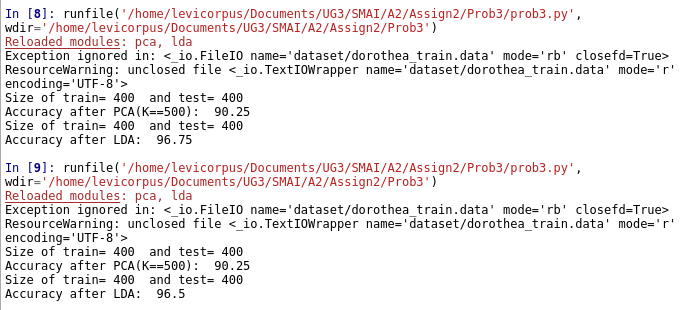 In [8]: runfile('/home/levicorpus/Documents/UG3/SMAI/A2/Assign2/Prob3/prob3.py',
wdir='/home/levicorpus/Documents/UG3/SMAI/A2/Assign2/Prob3')
Reloaded modules: pca, lda
Exception ignored in: <_io.FileIO name='dataset/dorothea_train.data' mode='rb' closefd=True>
ResourceWarning: unclosed file <_io.TextIOWrapper name='dataset/dorothea_train.data' mode='r'
encoding='UTF-8'>
Size of train= 400  and test= 400
Accuracy after PCA(K==500):  90.25
Size of train= 400  and test= 400
Accuracy after LDA:  96.75
In [9]: runfile('/home/levicorpus/Documents/UG3/SMAI/A2/Assign2/Prob3/prob3.py',
wdir='/home/levicorpus/Documents/UG3/SMAI/A2/Assign2/Prob3')
Reloaded modules: pca, lda
Exception ignored in: <_io.FileIO name='dataset/dorothea_train.data' mode='rb' closefd=True>
ResourceWarning: unclosed file <_io.TextIOWrapper name='dataset/dorothea_train.data' mode='r'
encoding='UTF-8'>
Size of train= 400  and test= 400
Accuracy after PCA(K==500):  90.25
Size of train= 400  and test= 400
Accuracy after LDA:  96.5